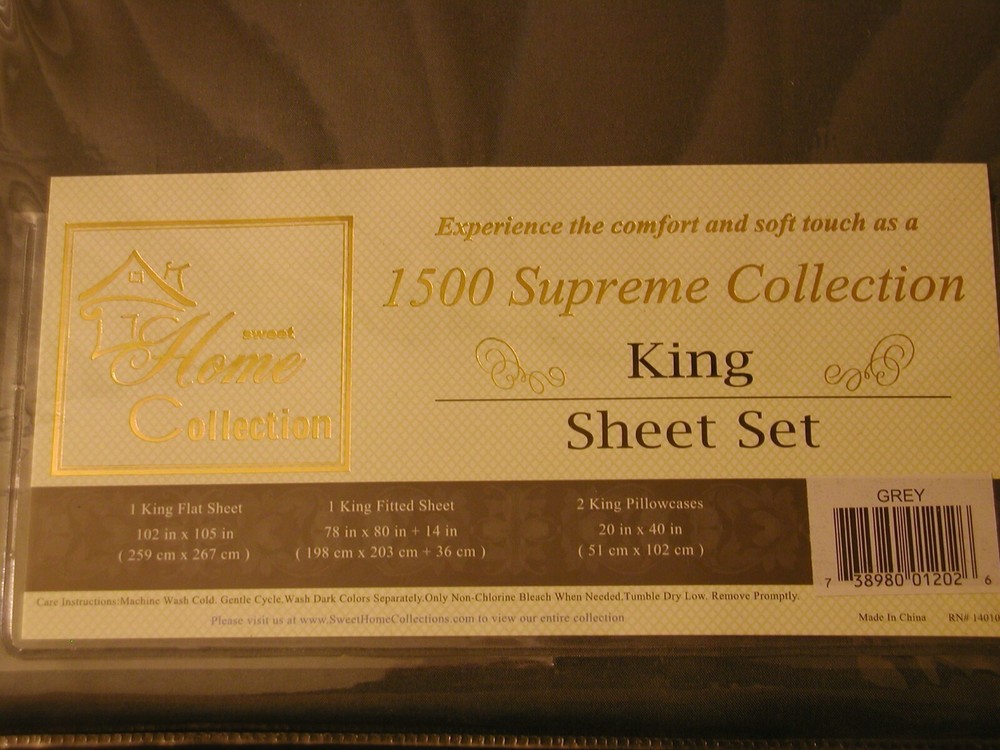 sweet
Home
Collection
Experience the comfort and soft touch as a
1500 Supreme Collection
King
Sheet Set
1 King Flat Sheet
102 in x 105 in
( 259 cm x 267 cm )
1 King Fitted Sheet
78 in x 80 in + 14 in
( 198 cm x 203 cm + 36 cm )
2 King Pillowcases
20 in x 40 in
( 51 cm x 102 cm )
GREY
7 38980 01202 6
Care Instructions:Machine Wash Cold. Gentle Cycle.Wash Dark Colors Separately.Only Non-Chlorine Bleach When Needed.Tumble Dry Low. Remove Promptly.
Please visit us at www.SweetHomeCollections.com to view our entire collection
Made In China RN# 14010